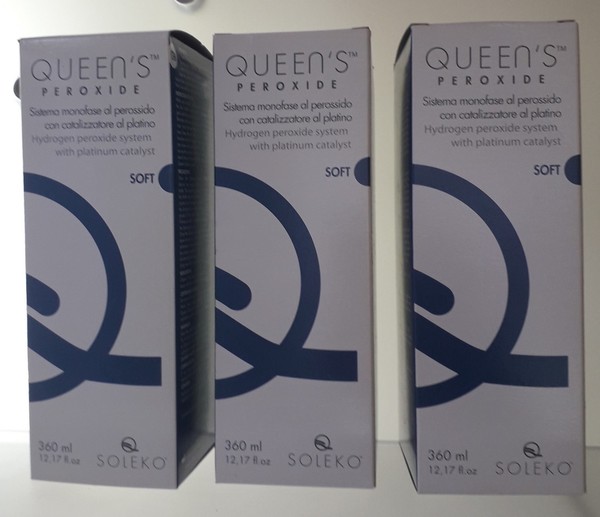 QUEEN'S™
PEROXIDE
Sistema monofase al perossido
con catalizzatore al platino
Hydrogen peroxide system
with platinum catalyst
SOFT
360 ml
12,17 fl oz
SOLEKO
QUEEN'S™
PEROXIDE
Sistema monofase al perossido
con catalizzatore al platino
Hydrogen peroxide system
with platinum catalyst
SOFT
360 ml
12,17 fl oz
SOLEKO
QUEEN'S™
PEROXIDE
Sistema monofase al perossido
con catalizzatore al platino
Hydrogen peroxide system
with platinum catalyst
SOFT
360 ml
12,17 fl oz
SOLEKO